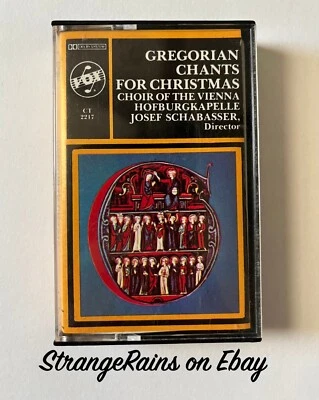 VOX
CT
2217
GREGORIAN
CHANTS
FOR CHRISTMAS
CHOIR OF THE VIENNA
HOFBURGKAPELLE
JOSEF SCHABASSER,
Director
StrangeRains on Ebay